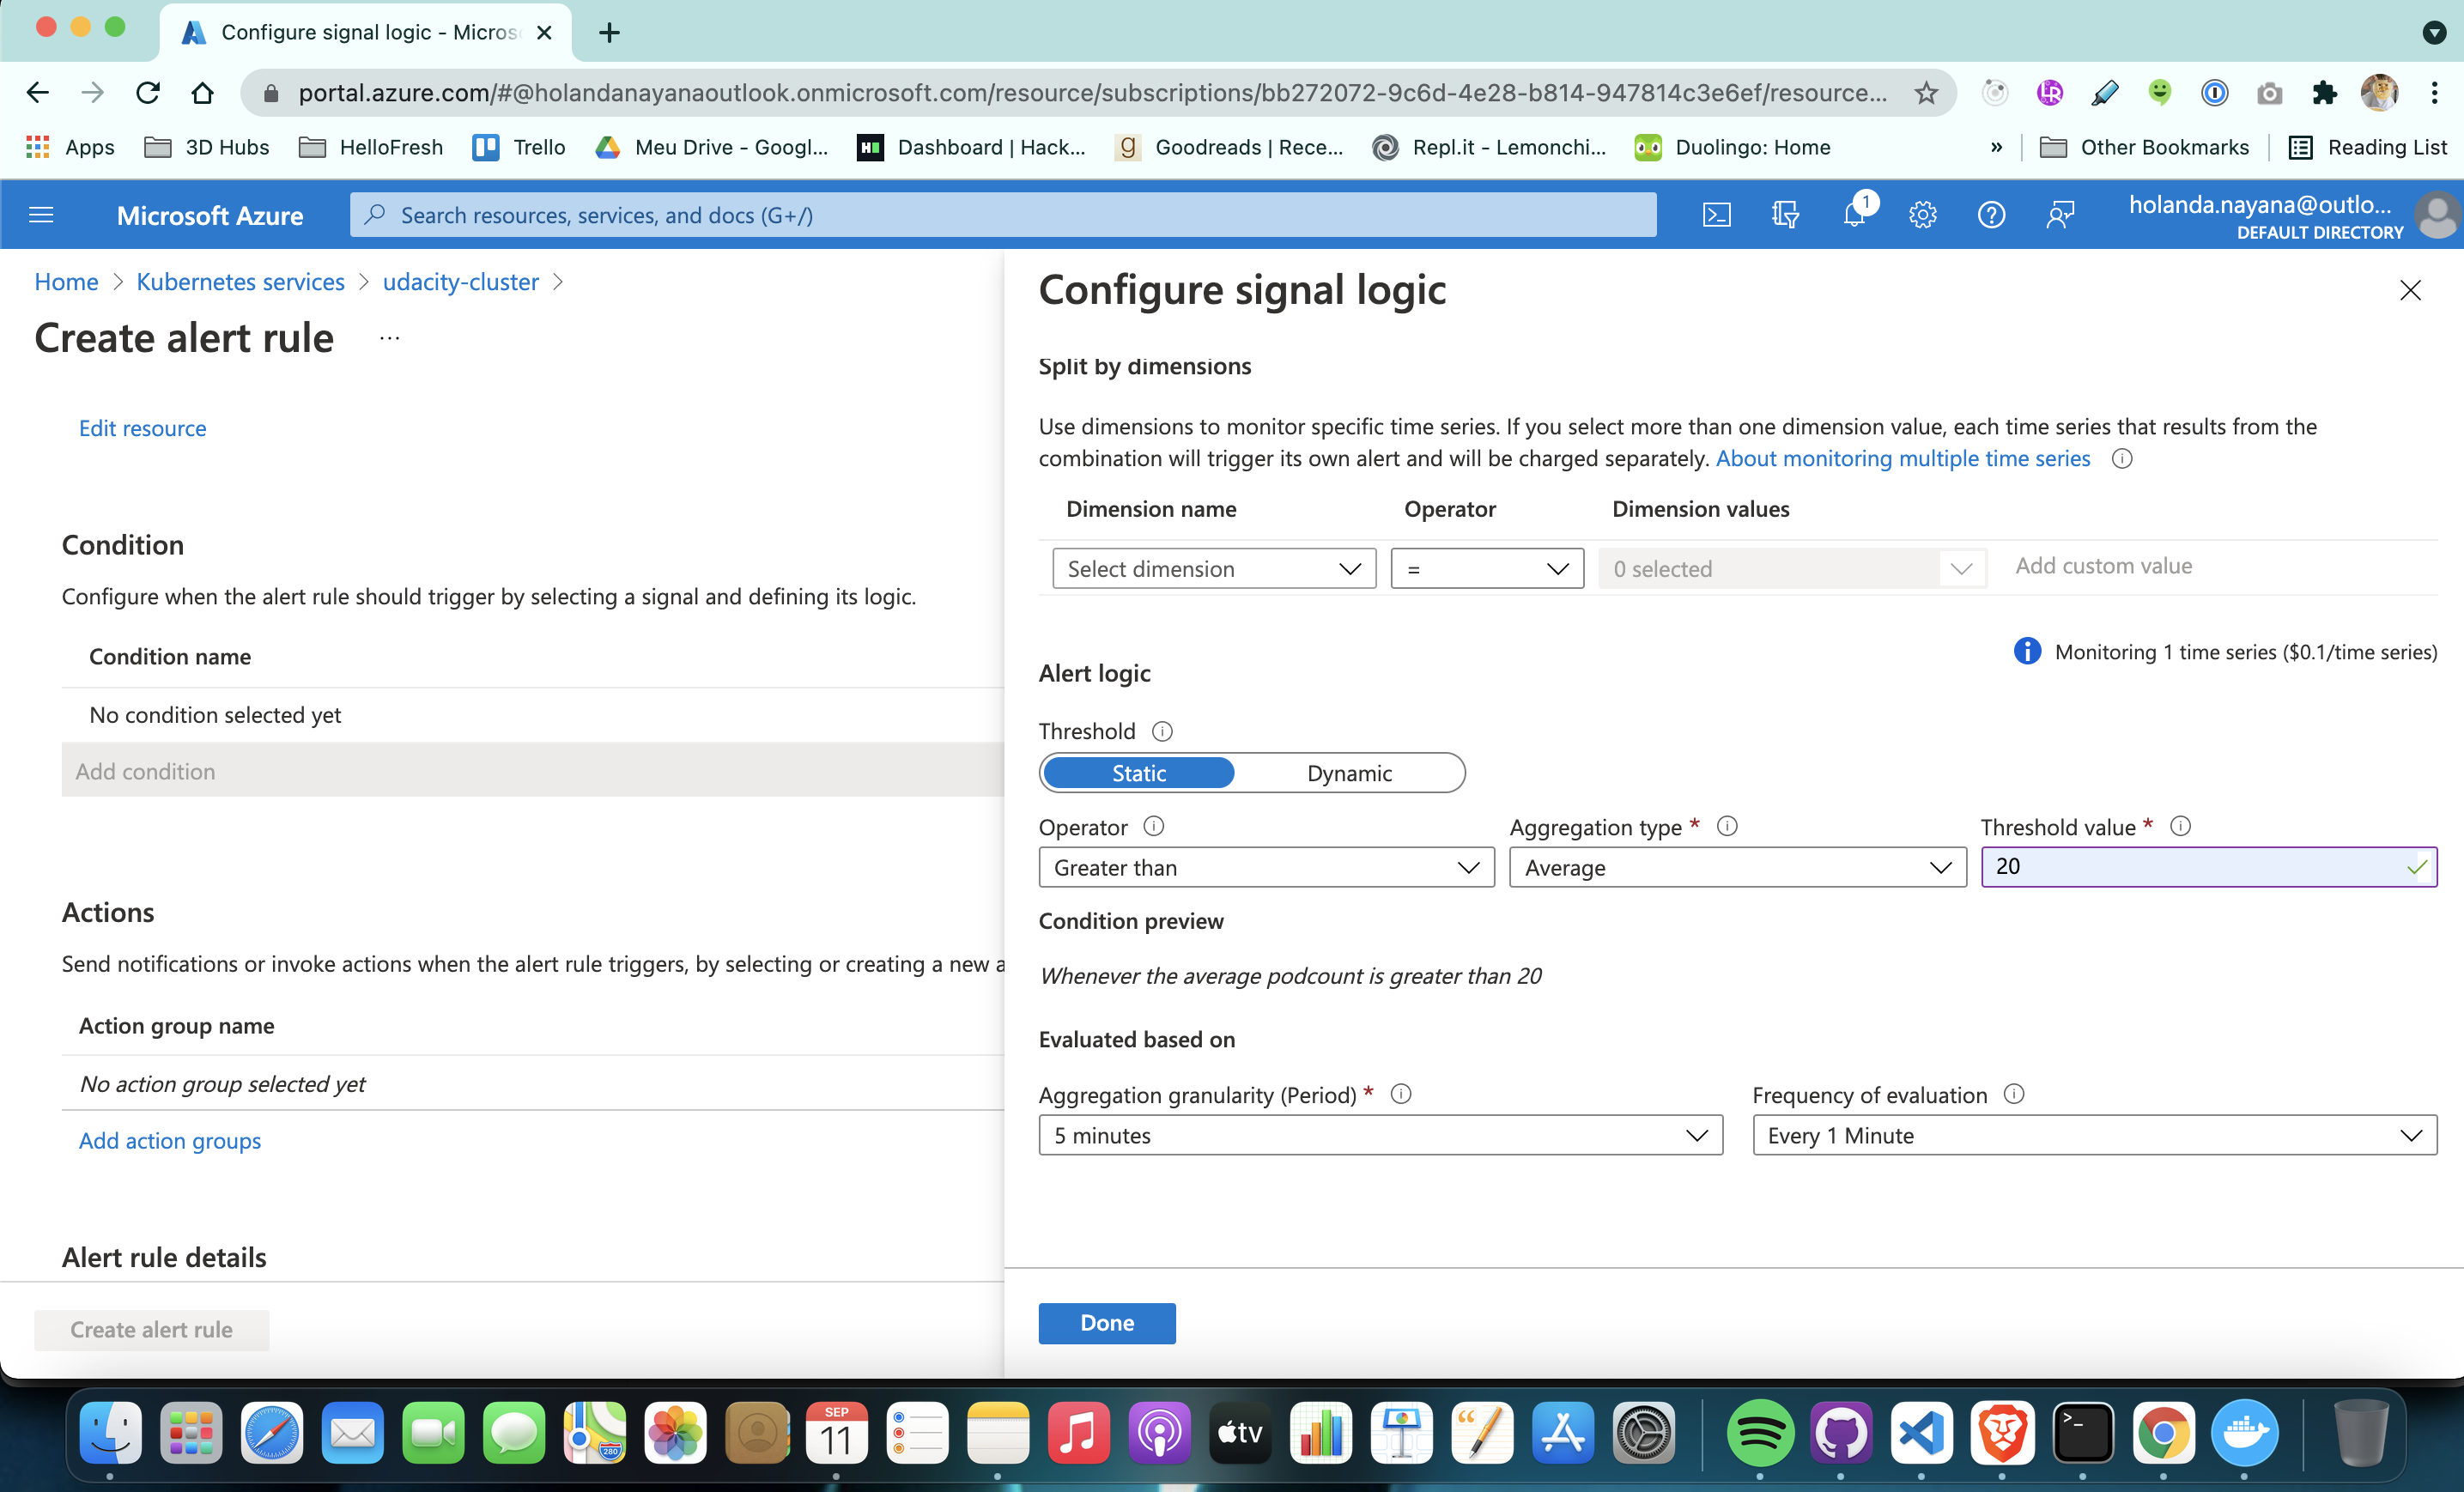 Configure signal logic - Micros
portal.azure.com/#@holandanayanaoutlook.onmicrosoft.com/resource/subscriptions/bb272072-9c6d-4e28-b814-947814c3e6ef/resource...
Apps 3D Hubs HelloFresh Trello Meu Drive - Googl... Dashboard | Hack... Goodreads | Rece... Repl.it - Lemonchi... Duolingo: Home » Other Bookmarks Reading List
Microsoft Azure
Search resources, services, and docs (G+/)
1
holanda.nayana@outlo...
DEFAULT DIRECTORY
Home > Kubernetes services > udacity-cluster >
Create alert rule ...
Edit resource
Condition
Configure when the alert rule should trigger by selecting a signal and defining its logic.
Condition name
No condition selected yet
Add condition
Actions
Send notifications or invoke actions when the alert rule triggers, by selecting or creating a new a
Action group name
No action group selected yet
Add action groups
Alert rule details
Create alert rule
Configure signal logic
Split by dimensions
Use dimensions to monitor specific time series. If you select more than one dimension value, each time series that results from the
combination will trigger its own alert and will be charged separately. About monitoring multiple time series
Dimension name Operator Dimension values
Select dimension = 0 selected Add custom value
Monitoring 1 time series ($0.1/time series)
Alert logic
Threshold
Static Dynamic
Operator Aggregation type * Threshold value *
Greater than Average 20
Condition preview
Whenever the average podcount is greater than 20
Evaluated based on
Aggregation granularity (Period) * Frequency of evaluation
5 minutes Every 1 Minute
Done
SEP
11
280
tv
>_